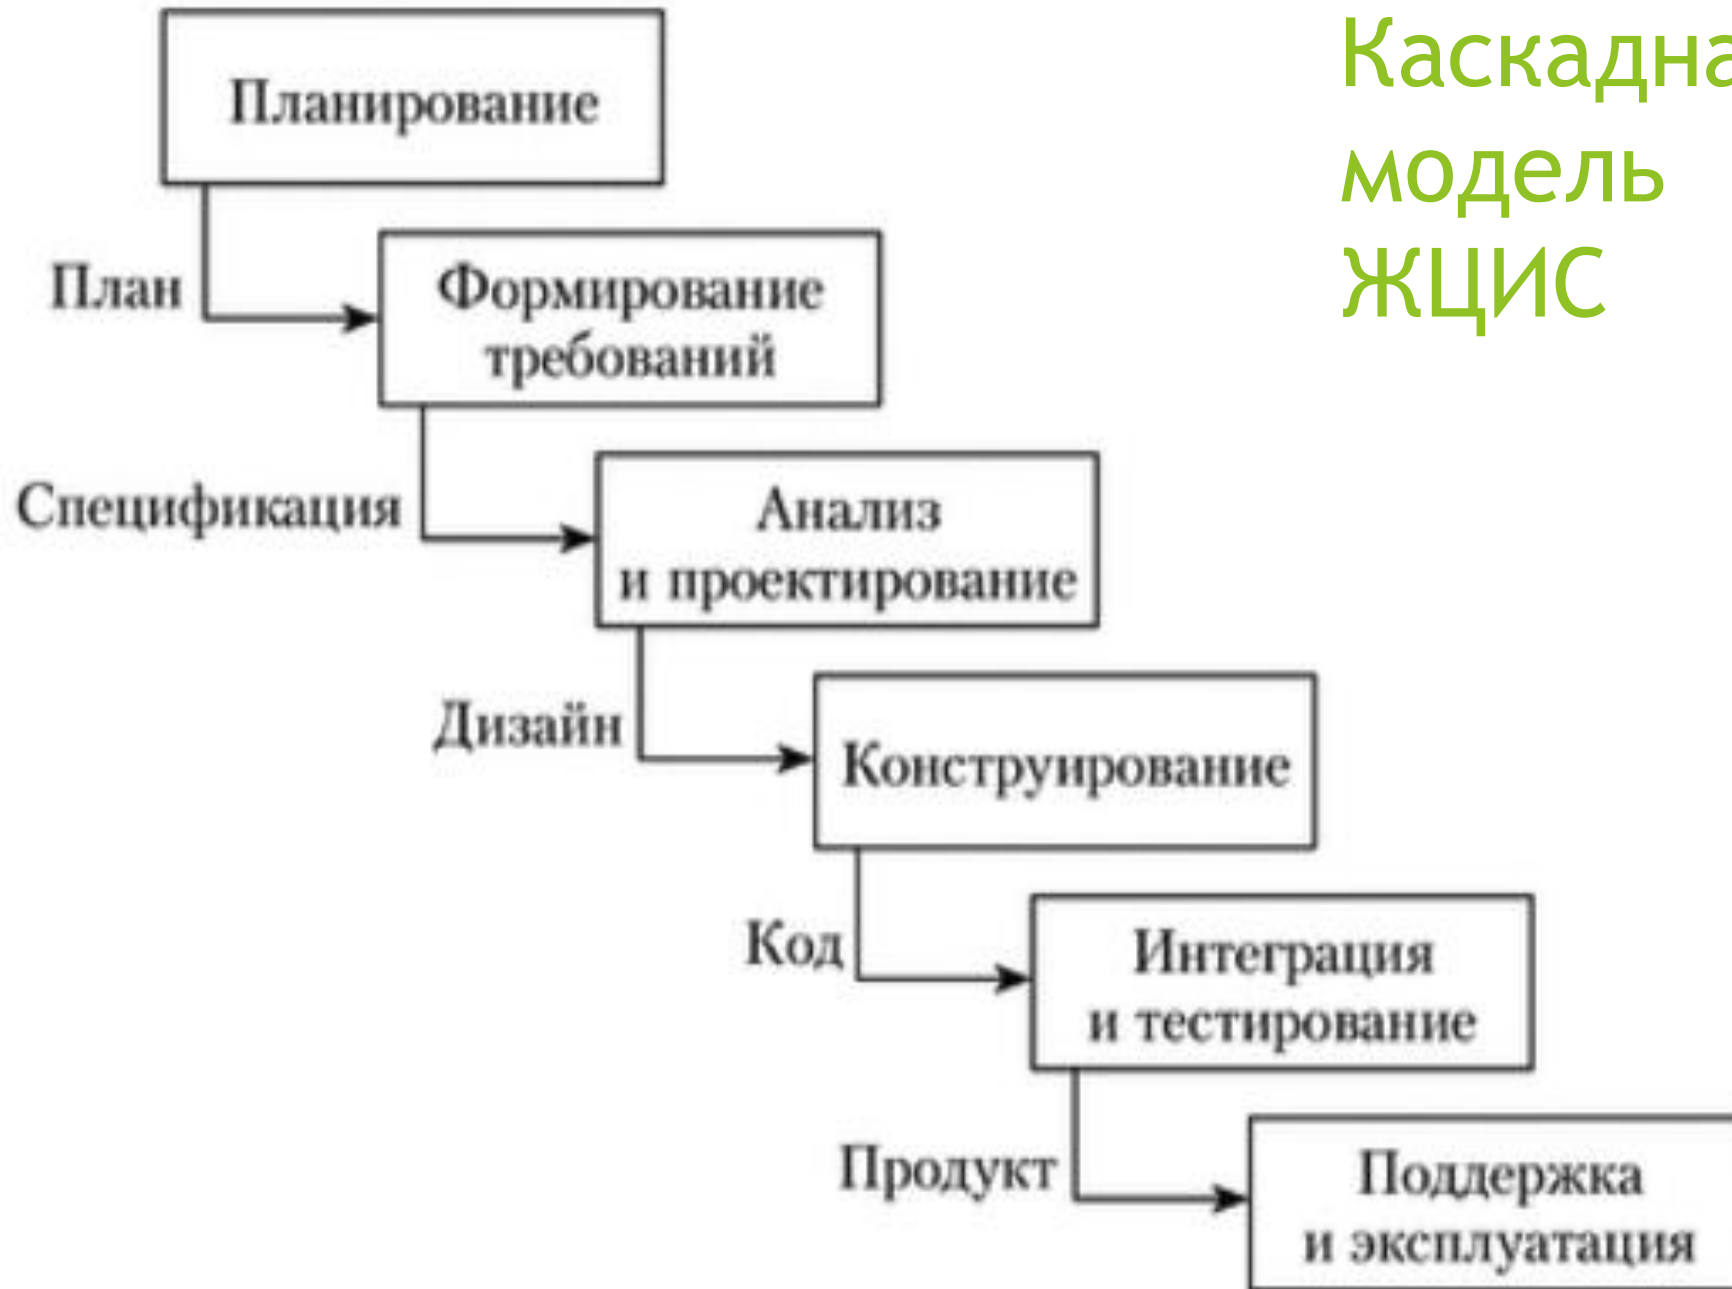 Каскадна
модель
ЖЦИС
Планирование
План
Формирование
требований
Спецификация
Анализ
и проектирование
Дизайн
Конструирование
Код
Интеграция
и тестирование
Продукт
Поддержка
и эксплуатация